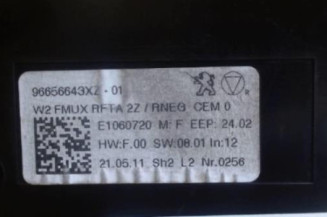 96656643XZ - 01
W2 FMUX RFTA 2Z / RNEG CEM 0
E1060720 M: F EEP: 24.02
HW:F.00 SW:08.01 In:12
21.05.11 Sh2 L2 Nr.0256